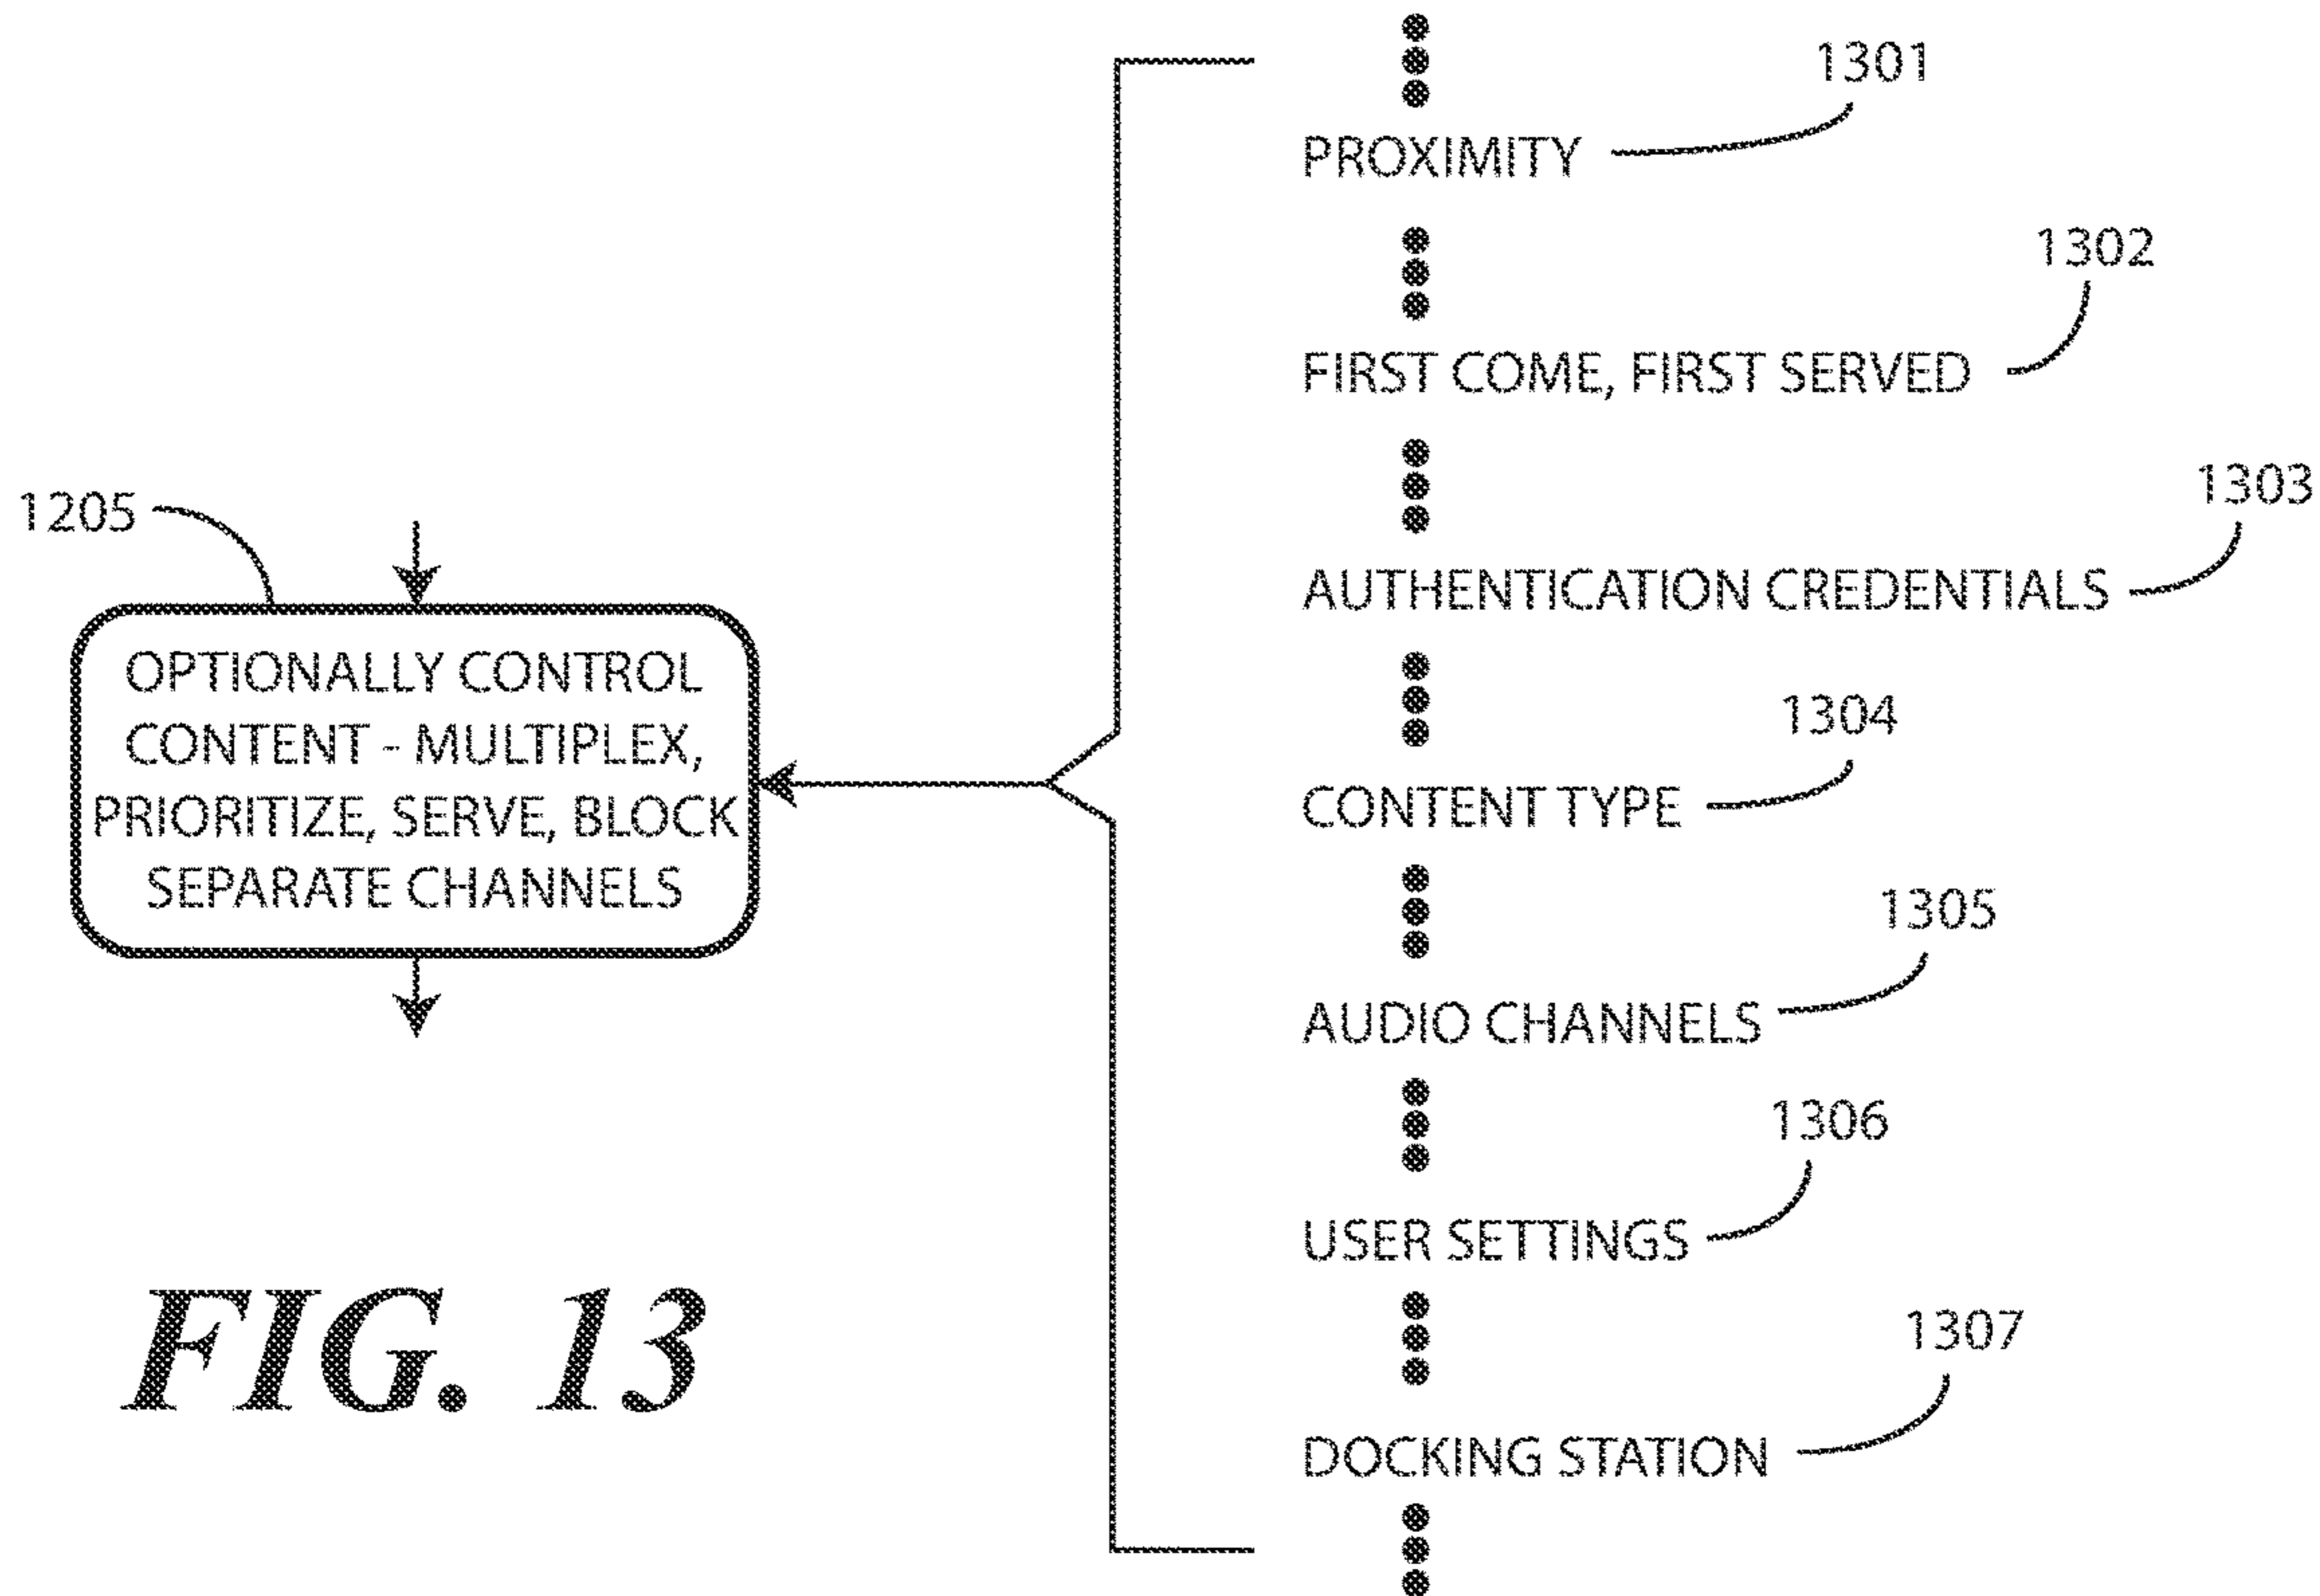 1301
PROXIMITY
1302
FIRST COME, FIRST SERVED
1303
AUTHENTICATION CREDENTIALS
1205
OPTIONALLY CONTROL
CONTENT - MULTIPLEX,
PRIORITIZE, SERVE, BLOCK
SEPARATE CHANNELS
1304
CONTENT TYPE
1305
AUDIO CHANNELS
1306
USER SETTINGS
1307
DOCKING STATION
FIG. 13